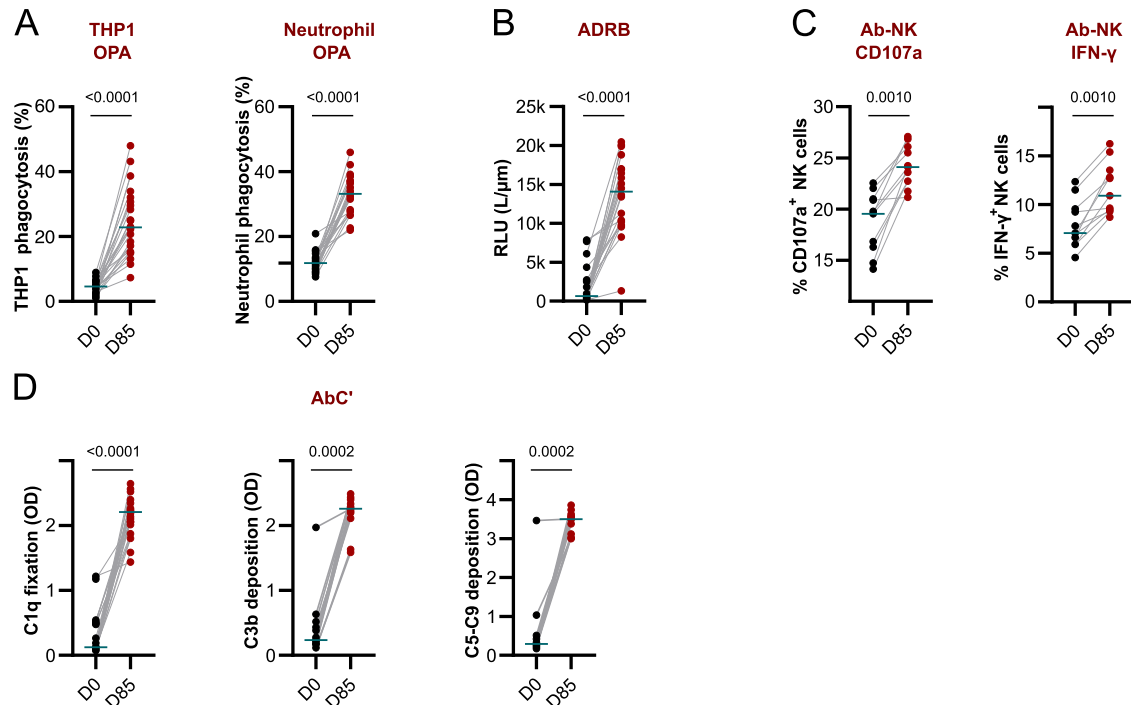 A
THP1
OPA
<0.0001
THP1 phagocytosis (%)
60
40
20
0
D0
D85
Neutrophil
OPA
<0.0001
Neutrophil phagocytosis (%)
60
40
20
0
D0
D85
B
ADRB
<0.0001
RLU (L/µm)
25k
20k
15k
10k
5k
0
D0
D85
C
Ab-NK
CD107a
0.0010
% CD107a+ NK cells
30
25
20
15
D0
D85
Ab-NK
IFN-γ
0.0010
% IFN-γ+NK cells
15
10
5
0
D0
D85
D
AbC'
<0.0001
C1q fixation (OD)
2
1
0
D0
D85
0.0002
C3b deposition (OD)
2
1
0
D0
D85
0.0002
C5-C9 deposition (OD)
4
3
2
1
0
D0
D85